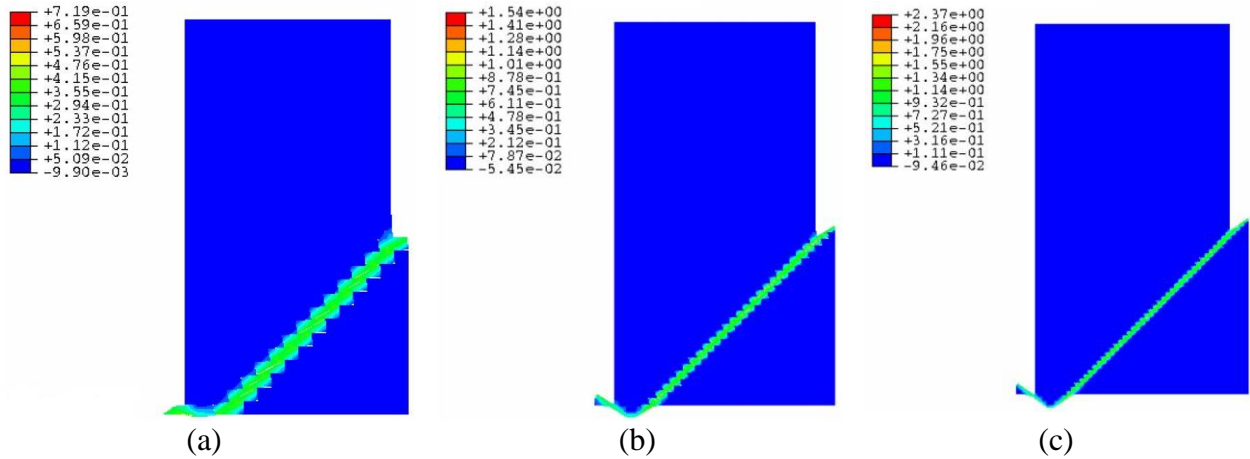 +7.19e-01
+6.59e-01
+5.98e-01
+5.37e-01
+4.76e-01
+4.15e-01
+3.55e-01
+2.94e-01
+2.33e-01
+1.72e-01
+1.12e-01
+5.09e-02
-9.90e-03
+1.54e+00
+1.41e+00
+1.28e+00
+1.14e+00
+1.01e+00
+8.78e-01
+7.45e-01
+6.11e-01
+4.78e-01
+3.45e-01
+2.12e-01
+7.87e-02
-5.45e-02
+2.37e+00
+2.16e+00
+1.96e+00
+1.75e+00
+1.55e+00
+1.34e+00
+1.14e+00
+9.32e-01
+7.27e-01
+5.21e-01
+3.16e-01
+1.11e-01
-9.46e-02
(a)
(b)
(c)